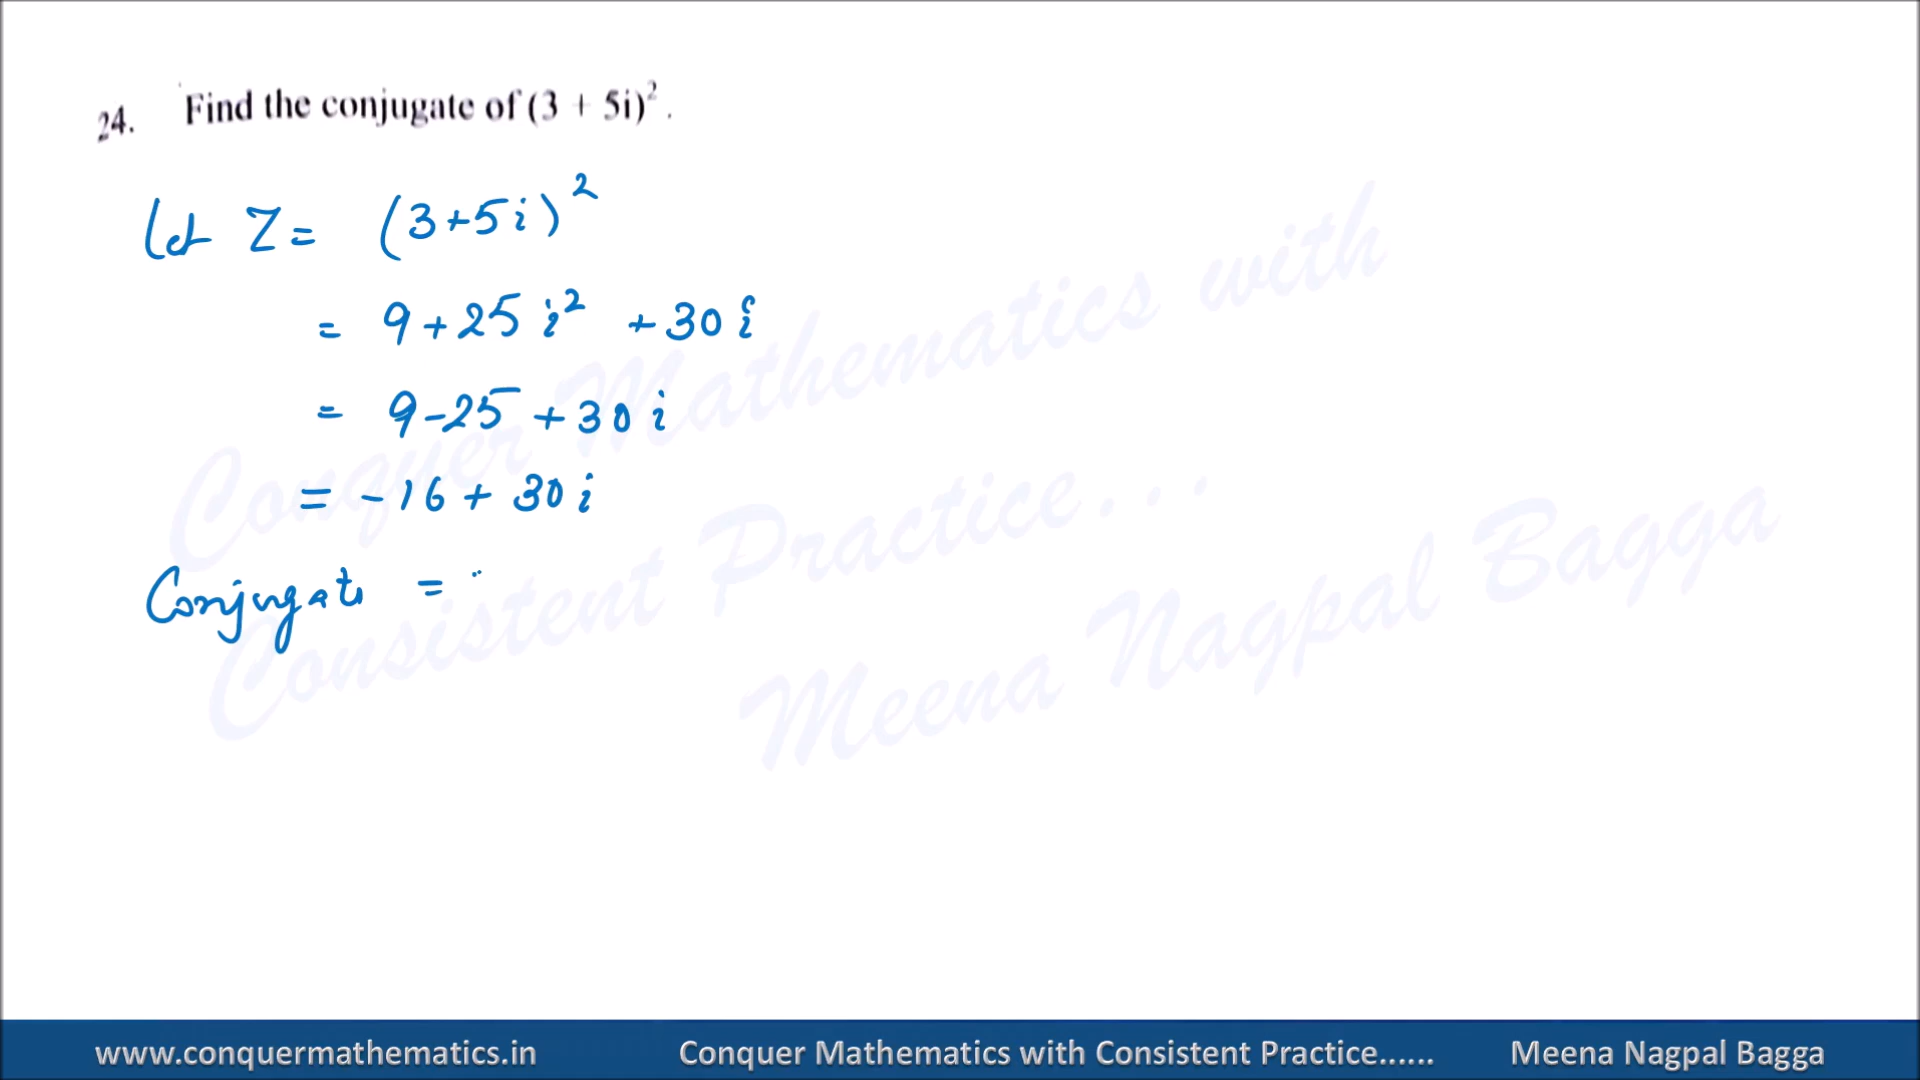 24. Find the conjugate of (3 + 5i)².
Let Z = (3+5i)²
= 9+25i² +30i
= 9-25+30i
= -16+30i
Conjugate =
Conquer Mathematics with
Consistent Practice...
Meena Nagpal Bagga
www.conquermathematics.in Conquer Mathematics with Consistent Practice...... Meena Nagpal Bagga